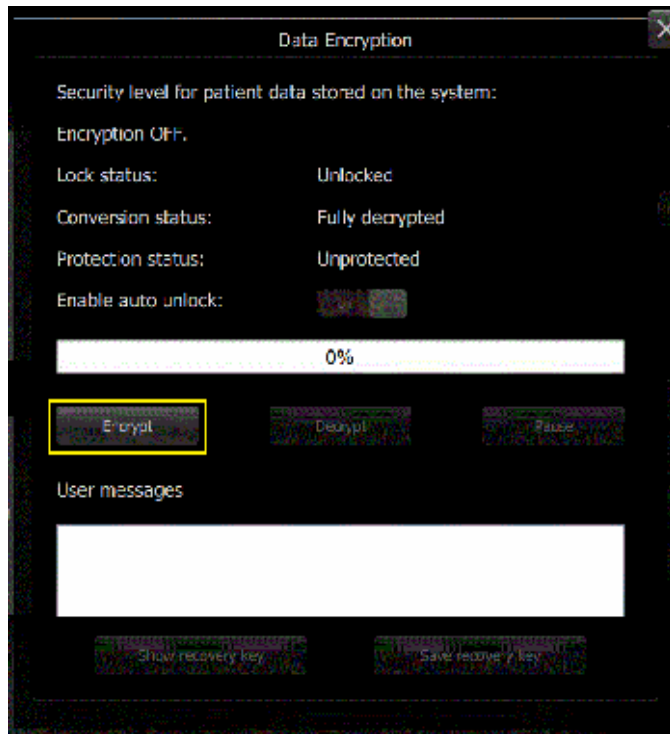 Data Encryption
Security level for patient data stored on the system:
Encryption OFF.
Lock status: Unlocked
Conversion status: Fully decrypted
Protection status: Unprotected
Enable auto unlock:
0%
Encrypt Decrypt Pause
User messages
Show recovery key Save recovery key